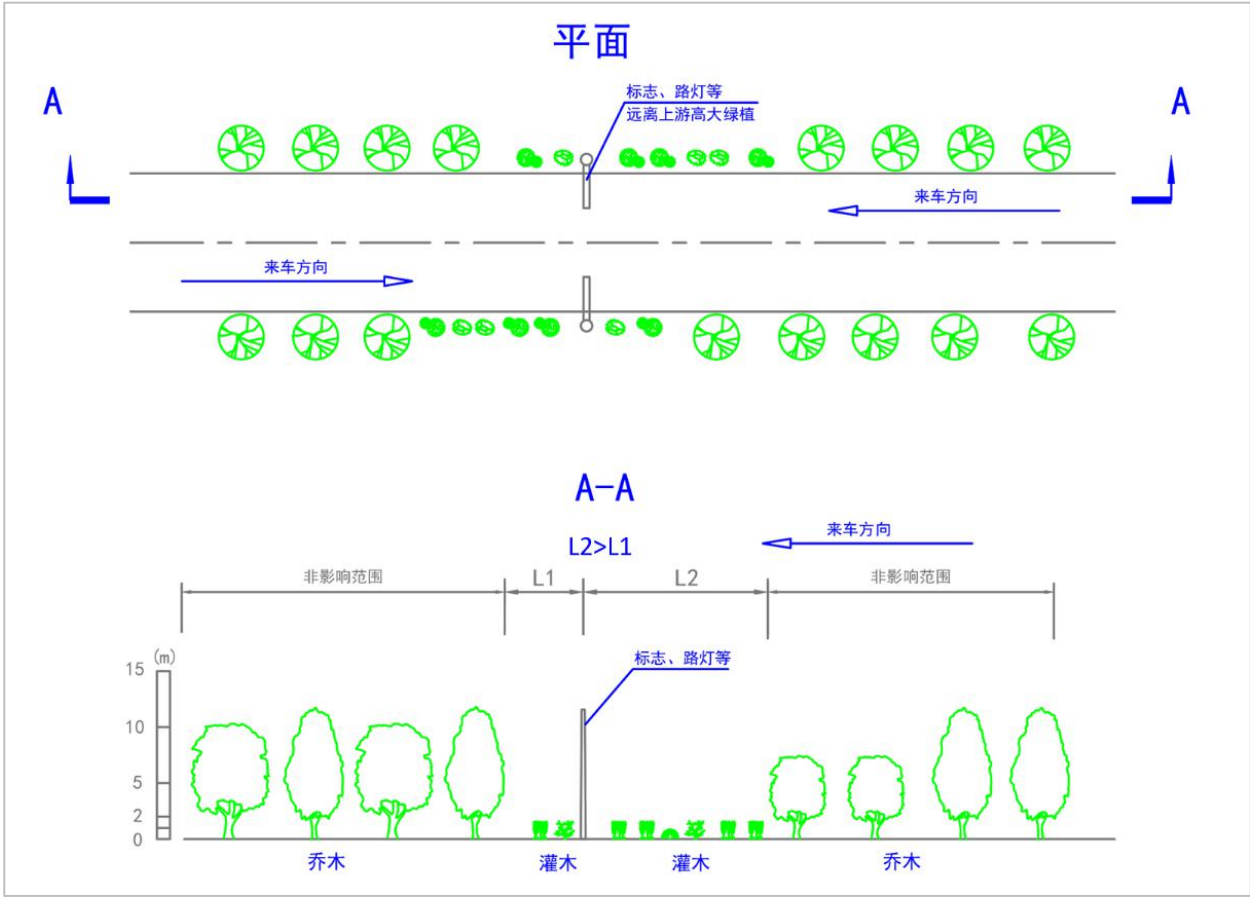 平面
A
A
标志、路灯等
远离上游高大绿植
来车方向
来车方向
A-A
L2>L1
来车方向
非影响范围
L1
L2
非影响范围
标志、路灯等
(m)
15
10
5
2
0
乔木
灌木
灌木
乔木